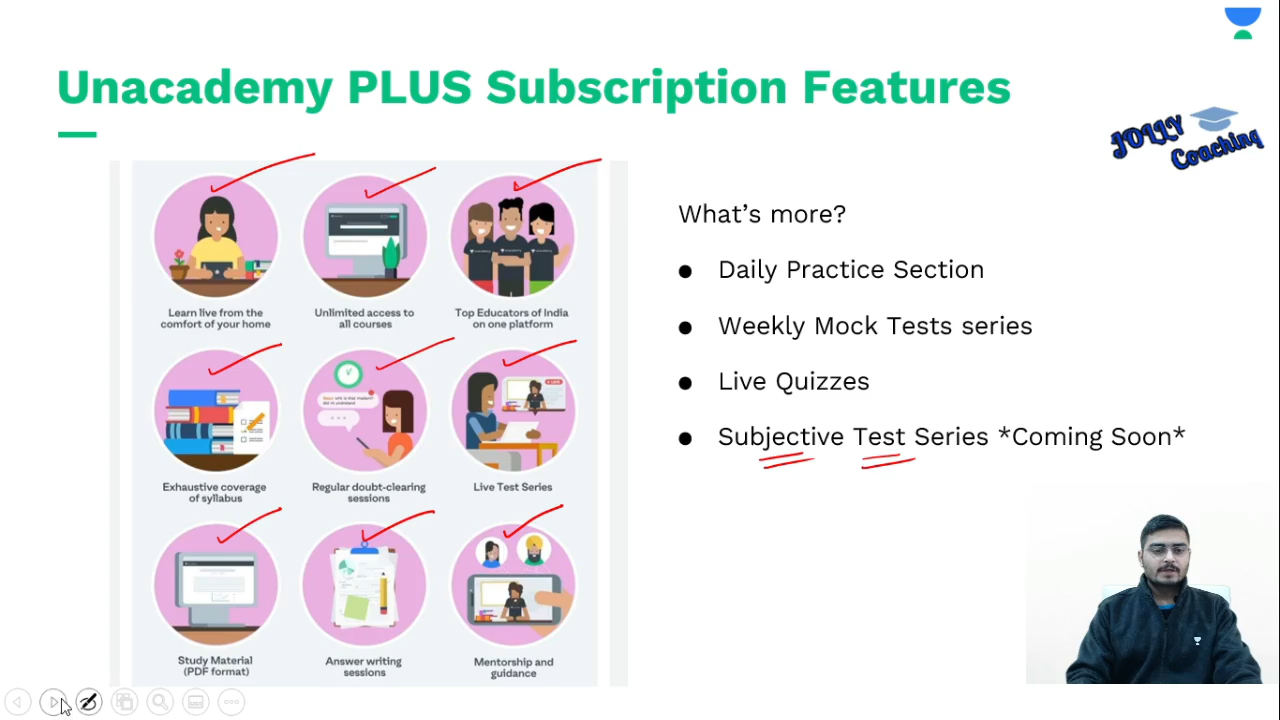 Unacademy PLUS Subscription Features
JOLLY
Coaching
Learn live from the
comfort of your home
Unlimited access to
all courses
Top Educators of India
on one platform
Exhaustive coverage
of syllabus
Regular doubt-clearing
sessions
LIVE
Live Test Series
Study Material
(PDF format)
Answer writing
sessions
Mentorship and
guidance
What's more?
● Daily Practice Section
● Weekly Mock Tests series
● Live Quizzes
● Subjective Test Series *Coming Soon*